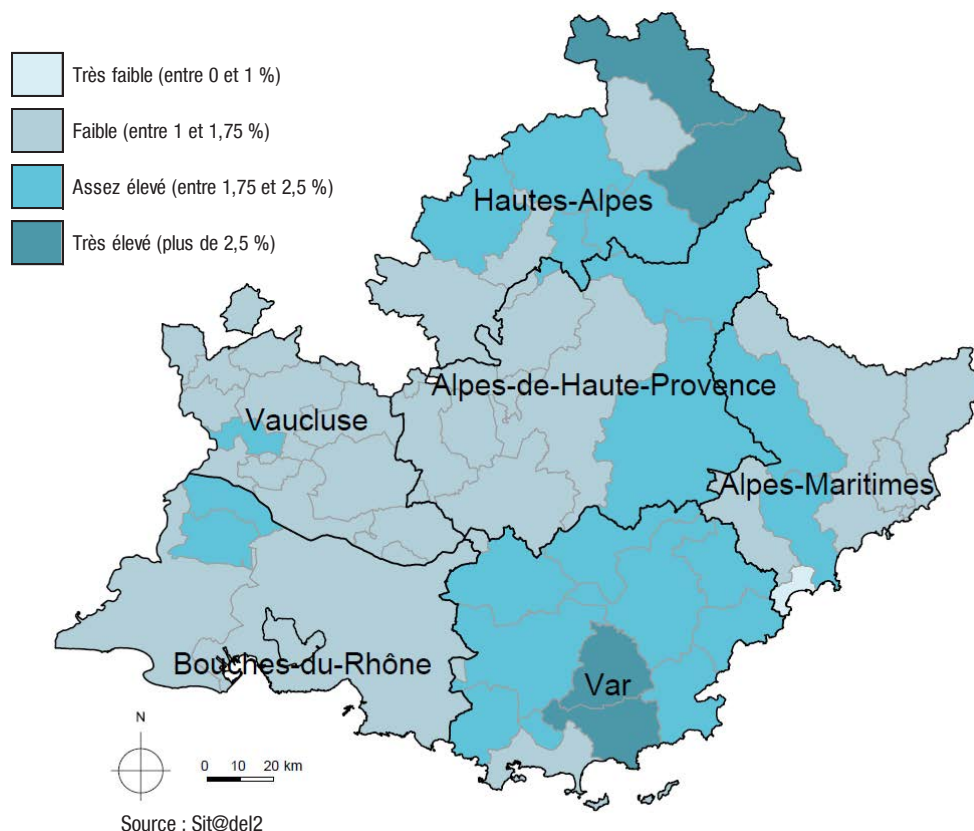 Très faible (entre 0 et 1 %)
Faible (entre 1 et 1,75 %)
Assez élevé (entre 1,75 et 2,5 %)
Très élevé (plus de 2,5 %)
Hautes-Alpes
Alpes-de-Haute-Provence
Vaucluse
Alpes-Maritimes
Bouches-du-Rhône
Var
N
0 10 20 km
Source : Sit@del2